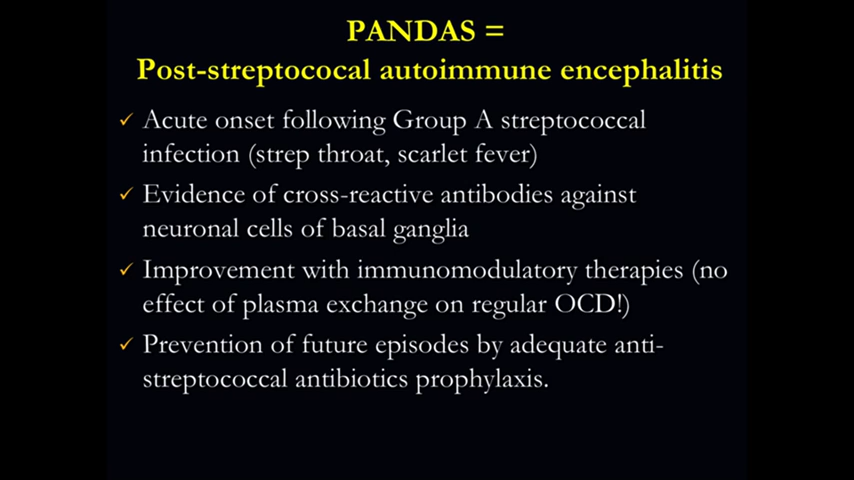 PANDAS =
Post-streptococal autoimmune encephalitis
✓ Acute onset following Group A streptococcal
infection (strep throat, scarlet fever)
✓ Evidence of cross-reactive antibodies against
neuronal cells of basal ganglia
✓ Improvement with immunomodulatory therapies (no
effect of plasma exchange on regular OCD!)
✓ Prevention of future episodes by adequate anti-
streptococcal antibiotics prophylaxis.